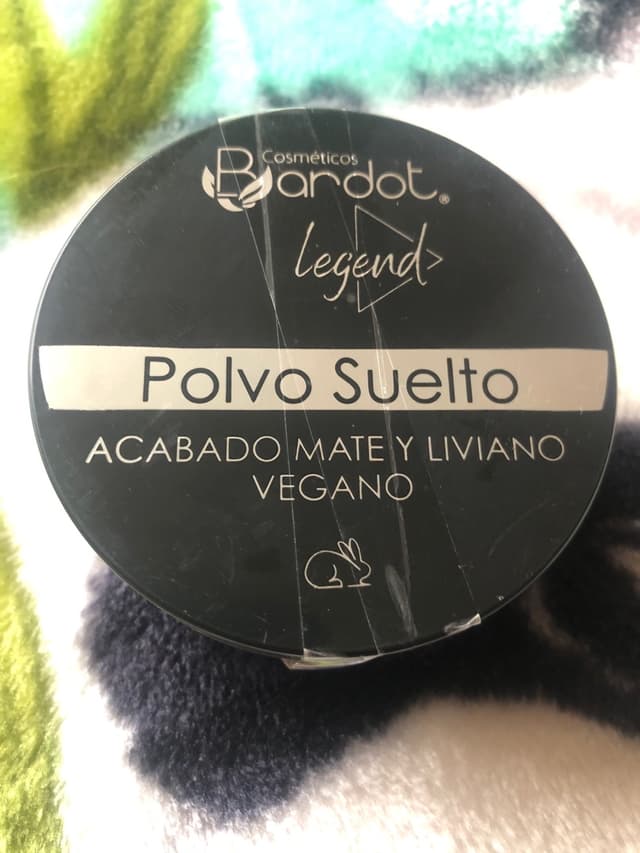 Cosméticos
Bardot®
legend
Polvo Suelto
ACABADO MATE Y LIVIANO
VEGANO